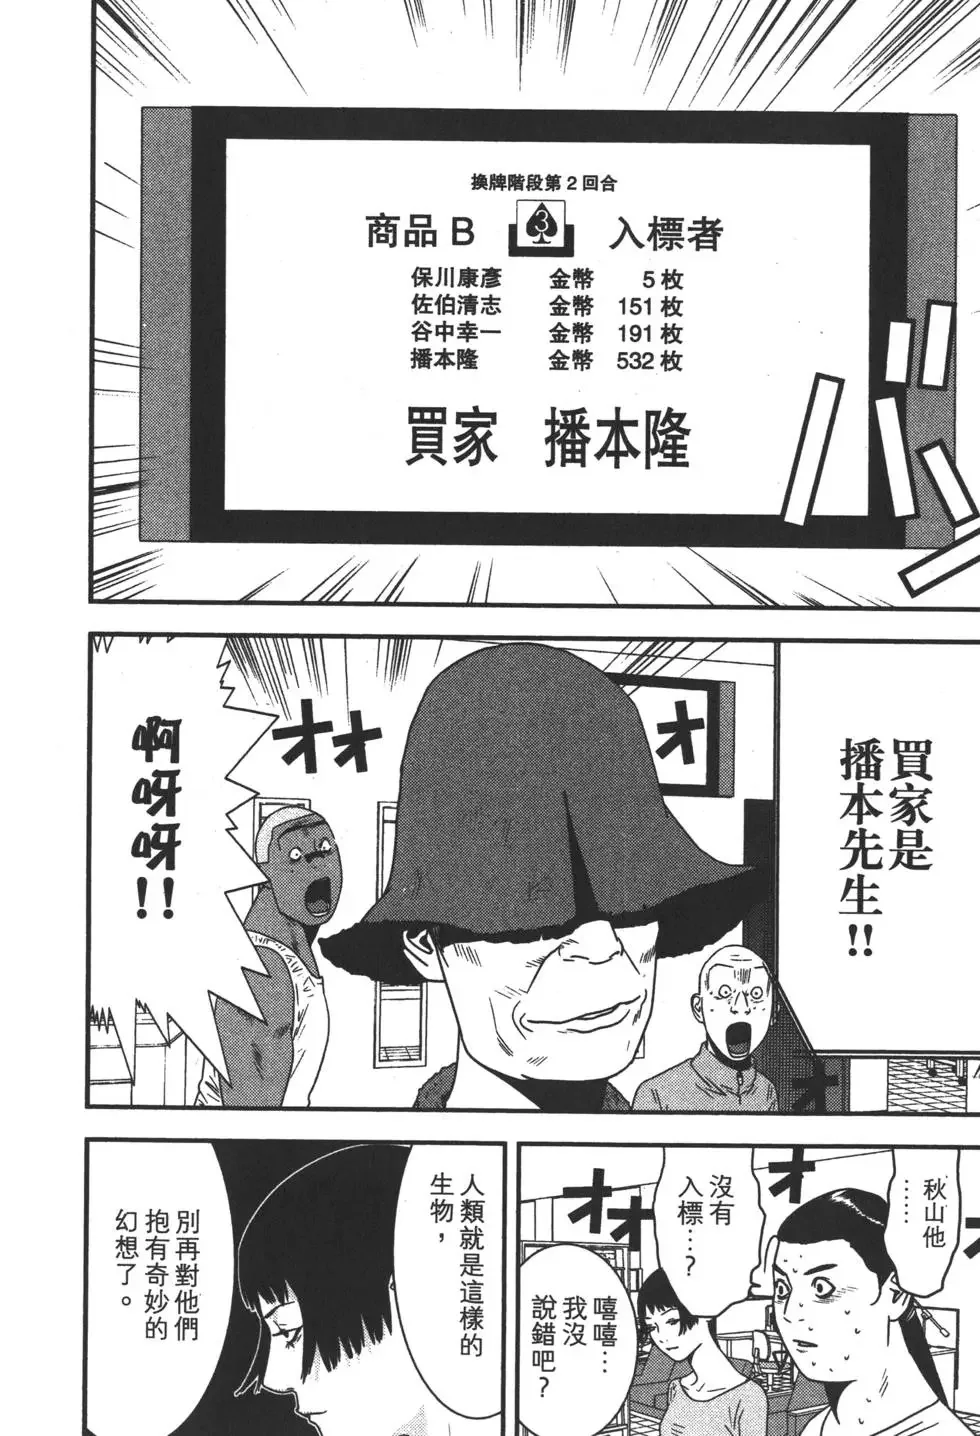 換牌階段第2回合
商品B 3 入標者
保川康彥 金幣 5枚
佐伯清志 金幣 151枚
谷中幸一 金幣 191枚
播本隆 金幣 532枚
買家 播本隆
買家是
播本先生!!
オオオ
啊呀呀!!
秋山他
……
沒有
入標…?
オオオ
嘻嘻…
我沒
說錯吧?
人類就是這樣的
生物，
別再對他們
抱有奇妙的
幻想了。